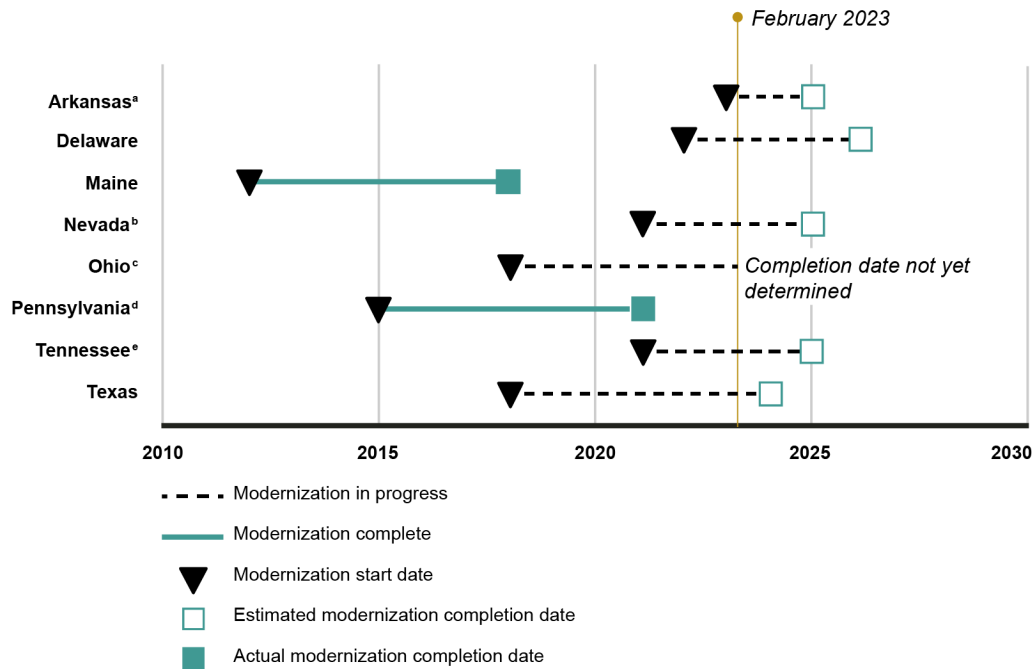 February 2023
Arkansasᵃ
Delaware
Maine
Nevadaᵇ
Ohioᶜ
Completion date not yet
determined
Pennsylvaniaᵈ
Tennesseeᵉ
Texas
2010 2015 2020 2025 2030
Modernization in progress
Modernization complete
Modernization start date
Estimated modernization completion date
Actual modernization completion date